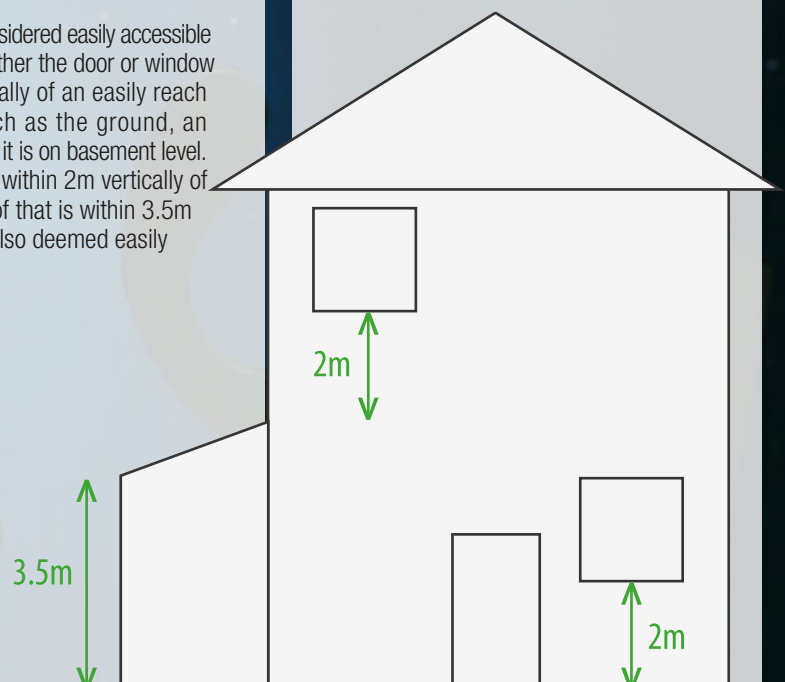 sidered easily accessible
ther the door or window
ally of an easily reach
ch as the ground, an
it is on basement level.
within 2m vertically of
of that is within 3.5m
lso deemed easily
2m
3.5m
2m